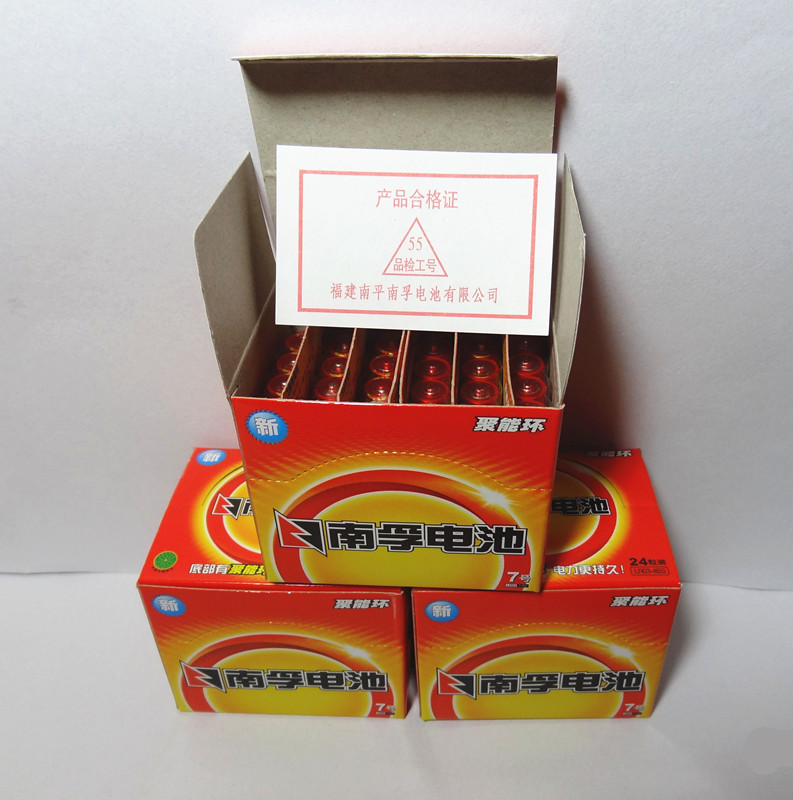 产品合格证
55
品检工号
福建南平南孚电池有限公司
新
聚能环
南孚电池
7号
新
聚能环
南
电池
24粒装
底部有聚能环
电力更持久!
新
聚能环
南孚电池
7号
新
聚能环
南孚电池
7号